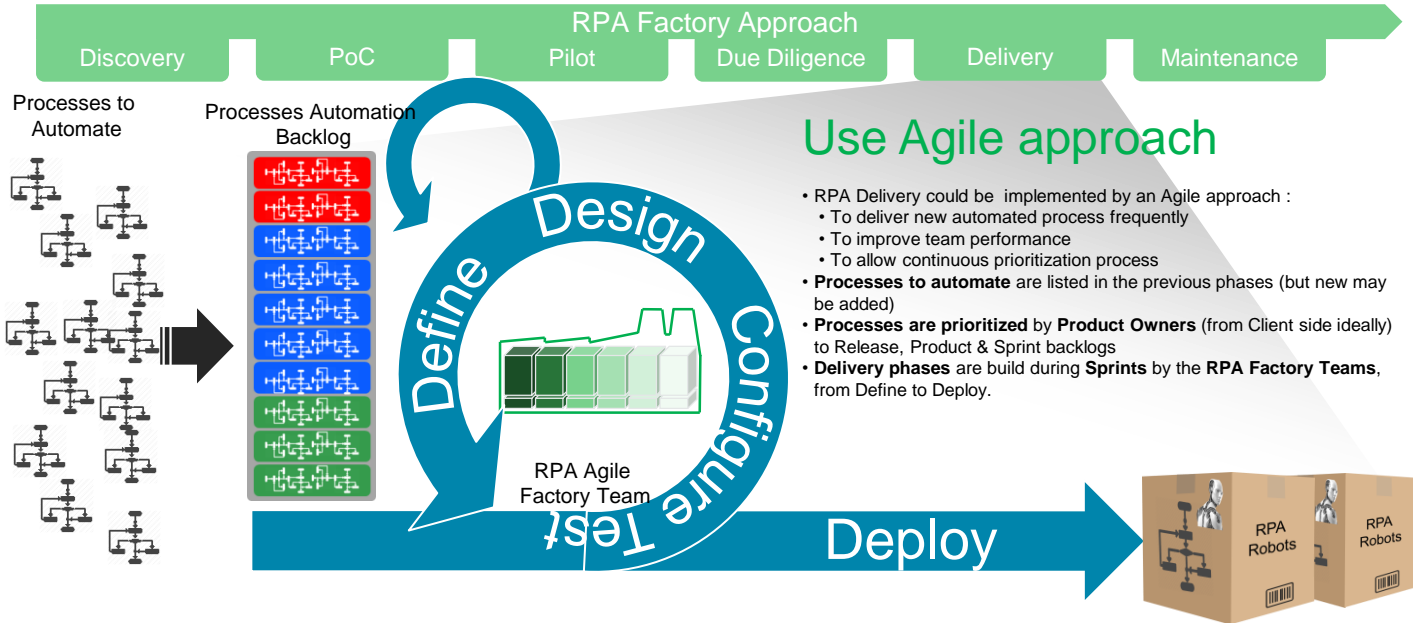 RPA Factory Approach
Discovery
PoC
Pilot
Due Diligence
Delivery
Maintenance
Processes to
Automate
Processes Automation
Backlog
Use Agile approach
• RPA Delivery could be implemented by an Agile approach :
• To deliver new automated process frequently
• To improve team performance
• To allow continuous prioritization process
• Processes to automate are listed in the previous phases (but new may
be added)
• Processes are prioritized by Product Owners (from Client side ideally)
to Release, Product & Sprint backlogs
• Delivery phases are build during Sprints by the RPA Factory Teams,
from Define to Deploy.
Define
Design
Configure
Test
RPA Agile
Factory Team
Deploy
RPA
Robots
RPA
Robots